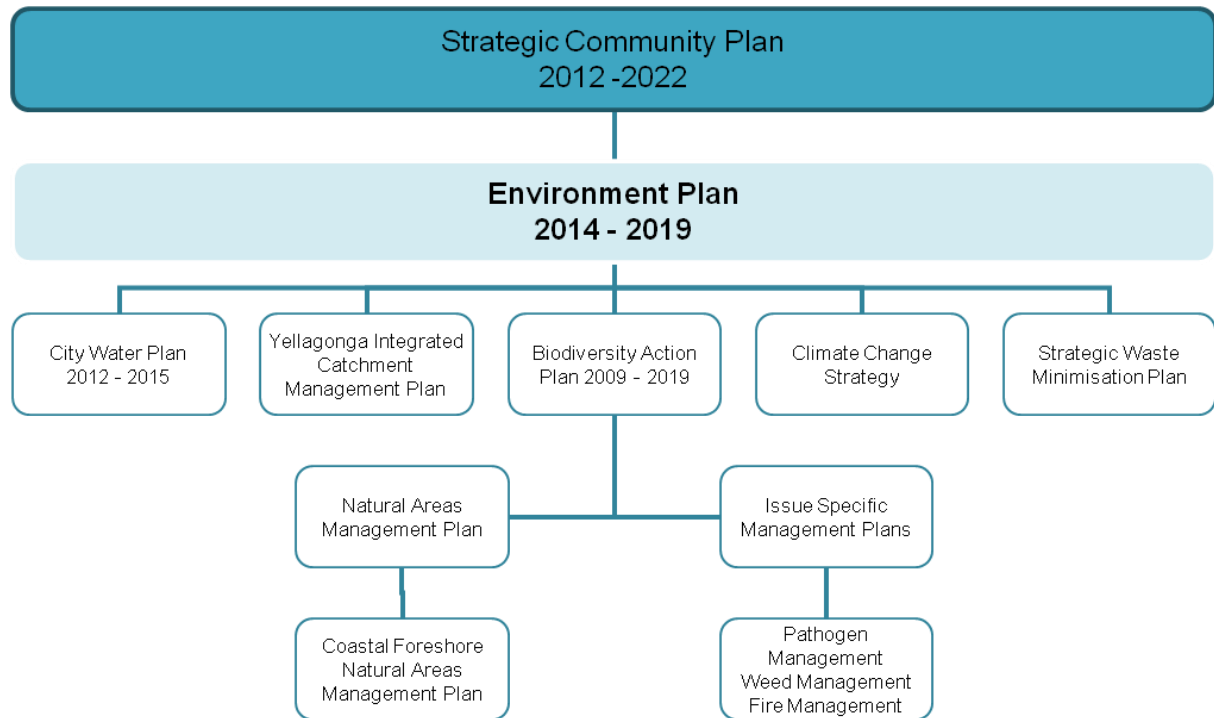 Strategic Community Plan
2012 -2022
Environment Plan
2014 - 2019
City Water Plan
2012 - 2015
Yellagonga Integrated
Catchment
Management Plan
Biodiversity Action
Plan 2009 - 2019
Climate Change
Strategy
Strategic Waste
Minimisation Plan
Natural Areas
Management Plan
Issue Specific
Management Plans
Coastal Foreshore
Natural Areas
Management Plan
Pathogen
Management
Weed Management
Fire Management